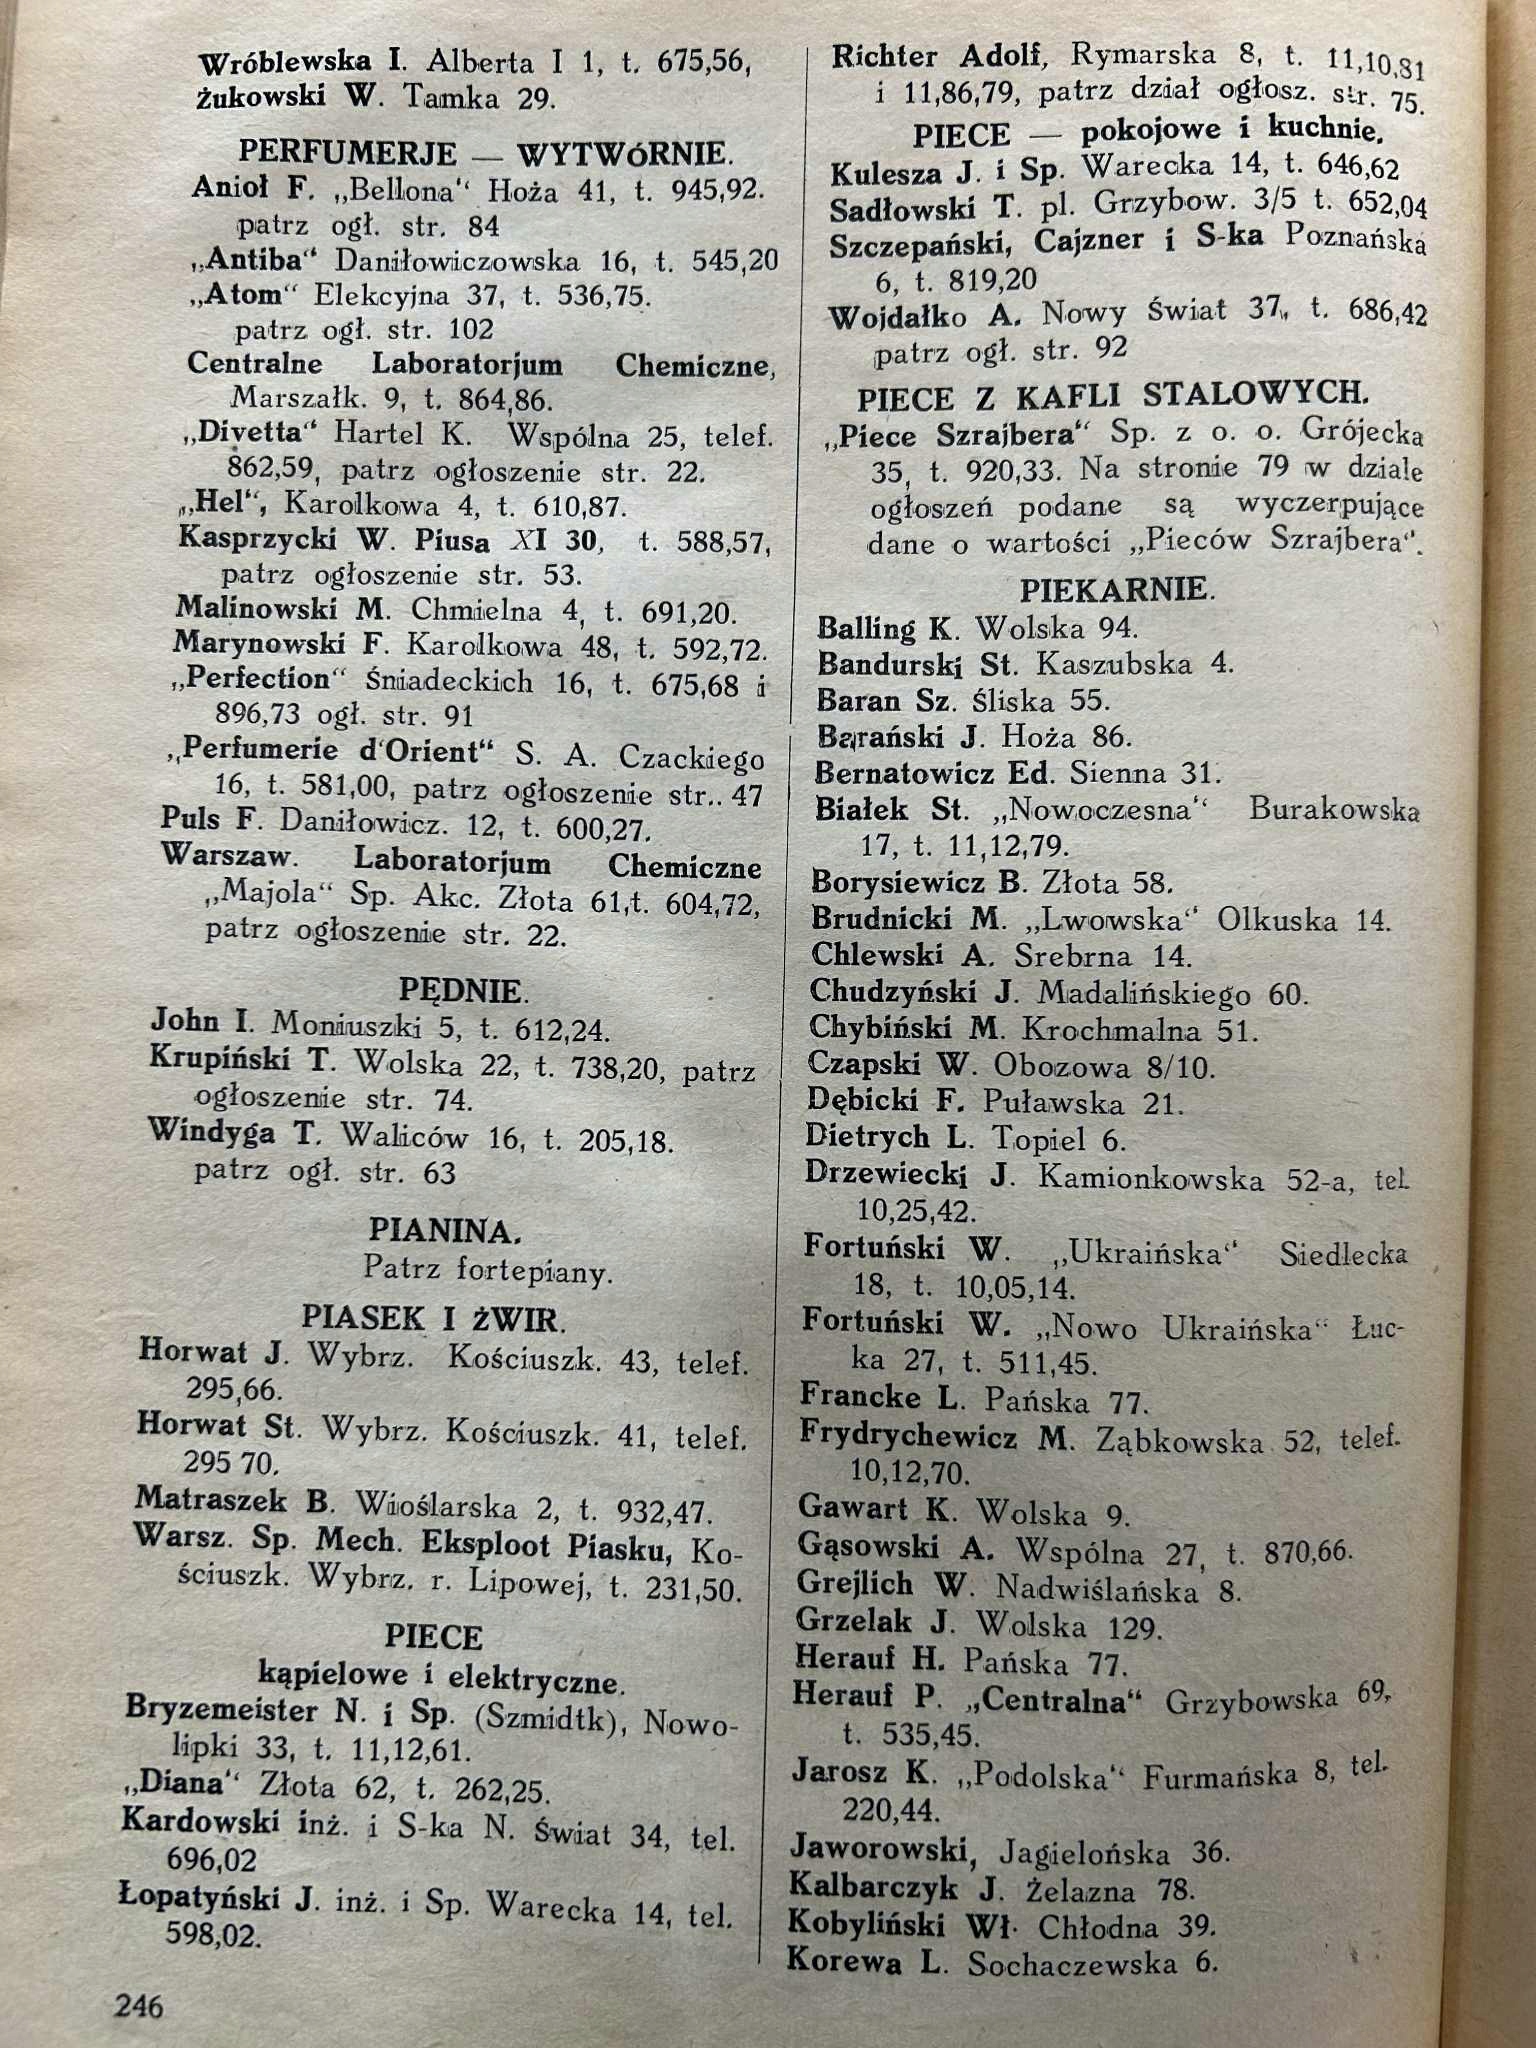 Wróblewska I. Alberta I 1, t. 675,56,
Żukowski W. Tamka 29.
PERFUMERJE — WYTWÓRNIE.
Anioł F. „Bellona" Hoża 41, t. 945,92.
patrz ogł. str. 84
„Antiba" Daniłowiczowska 16, t. 545,20
„Atom" Elekcyjna 37, t. 536,75.
patrz ogł. str. 102
Centralne Laboratorjum Chemiczne,
Marszałk. 9, t. 864,86.
„Divetta" Hartel K. Wspólna 25, telef.
862,59, patrz ogłoszenie str. 22.
„Hel", Karolkowa 4, t. 610,87.
Kasprzycki W. Piusa XI 30, t. 588,57,
patrz ogłoszenie str. 53.
Malinowski M. Chmielna 4, t. 691,20.
Marynowski F. Karolkowa 48, t. 592,72.
„Perfection" Śniadeckich 16, t. 675,68 i
896,73 ogł. str. 91
„Perfumerie d'Orient" S. A. Czackiego
16, t. 581,00, patrz ogłoszenie str.. 47
Puls F. Daniłowicz. 12, t. 600,27.
Warszaw. Laboratorjum Chemiczne
„Majola" Sp. Akc. Złota 61,t. 604,72,
patrz ogłoszenie str. 22.
PĘDNIE.
John I. Moniuszki 5, t. 612,24.
Krupiński T. Wolska 22, t. 738,20, patrz
ogłoszenie str. 74.
Windyga T. Waliców 16, t. 205,18.
patrz ogł. str. 63
PIANINA.
Patrz fortepiany.
PIASEK I ŻWIR.
Horwat J. Wybrz. Kościuszk. 43, telef.
295,66.
Horwat St. Wybrz. Kościuszk. 41, telef.
295 70.
Matraszek B. Wioślarska 2, t. 932,47.
Warsz. Sp. Mech. Eksploot Piasku, Ko-
ściuszk. Wybrz. r. Lipowej, t. 231,50.
PIECE
kąpielowe i elektryczne.
Bryzemeister N. i Sp. (Szmidtk), Nowo-
lipki 33, t. 11,12,61.
„Diana" Złota 62, t. 262,25.
Kardowski inż. i S-ka N. Świat 34, tel.
696,02
Łopatyński J. inż. i Sp. Warecka 14, tel.
598,02.
246
Richter Adolf, Rymarska 8, t. 11,10,81
i 11,86,79, patrz dział ogłosz. str. 75.
PIECE — pokojowe i kuchnie.
Kulesza J. i Sp. Warecka 14, t. 646,62
Sadłowski T. pl. Grzybow. 3/5 t. 652,04
Szczepański, Cajzner i S-ka Poznańska
6, t. 819,20
Wojdałko A. Nowy Świat 37, t. 686,42
patrz ogł. str. 92
PIECE Z KAFLI STALOWYCH.
„Piece Szrajbera" Sp. z o. o. Grójecka
35, t. 920,33. Na stronie 79 w dziale
ogłoszeń podane są wyczerpujące
dane o wartości „Pieców Szrajbera".
PIEKARNIE.
Balling K. Wolska 94.
Bandurski St. Kaszubska 4.
Baran Sz. Śliska 55.
Barański J. Hoża 86.
Bernatowicz Ed. Sienna 31.
Białek St. „Nowoczesna" Burakowska
17, t. 11,12,79.
Borysiewicz B. Złota 58.
Brudnicki M. „Lwowska" Olkuska 14.
Chlewski A. Srebrna 14.
Chudzyński J. Madalińskiego 60.
Chybiński M. Krochmalna 51.
Czapski W. Obozowa 8/10.
Dębicki F. Puławska 21.
Dietrych L. Topiel 6.
Drzewiecki J. Kamionkowska 52-a, tel.
10,25,42.
Fortuński W. „Ukraińska" Siedlecka
18, t. 10,05,14.
Fortuński W. „Nowo Ukraińska" Łuc-
ka 27, t. 511,45.
Francke L. Pańska 77.
Frydrychewicz M. Ząbkowska 52, telef.
10,12,70.
Gawart K. Wolska 9.
Gąsowski A. Wspólna 27, t. 870,66.
Grejlich W. Nadwiślańska 8.
Grzelak J. Wolska 129.
Herauf H. Pańska 77.
Herauf P. „Centralna" Grzybowska 69,
t. 535,45.
Jarosz K. „Podolska" Furmańska 8, tel.
220,44.
Jaworowski, Jagielońska 36.
Kalbarczyk J. Żelazna 78.
Kobyliński Wł. Chłodna 39.
Korewa L. Sochaczewska 6.